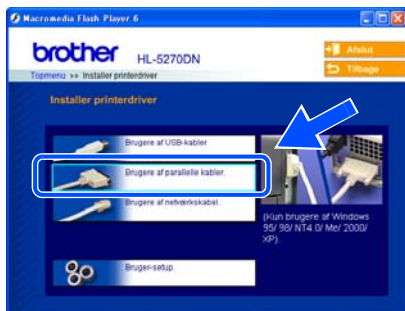 Macromedia Flash Player 6
brother HL-5270DN
Afslut
Tilbage
Topmenu >> Installer printerdriver
Installer printerdriver
Brugere af USB-kabler
Brugere af parallelle kabler.
Brugere af netværkskabel.
(Kun brugere af Windows
95/ 98/ NT4.0/ Me/ 2000/
XP).
Bruger-setup.